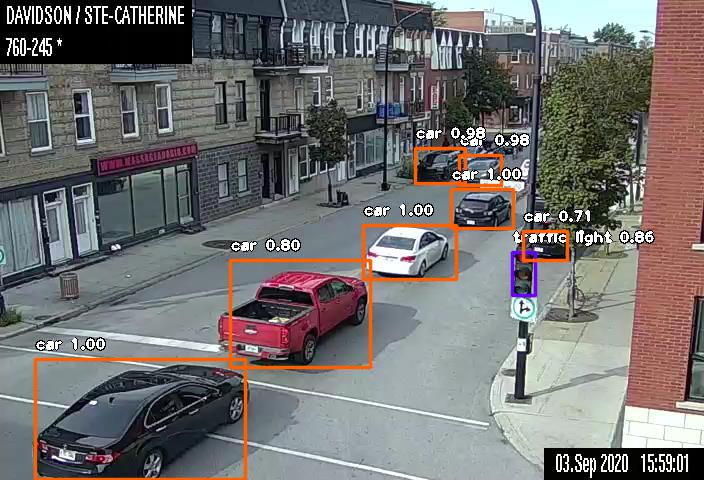 DAVIDSON / STE-CATHERINE
760-245 *
car 0.98
car 0.98
car 1.00
car 0.71
car 1.00
traffic light 0.86
car 0.80
car 1.00
03.Sep 2020 15:59:01